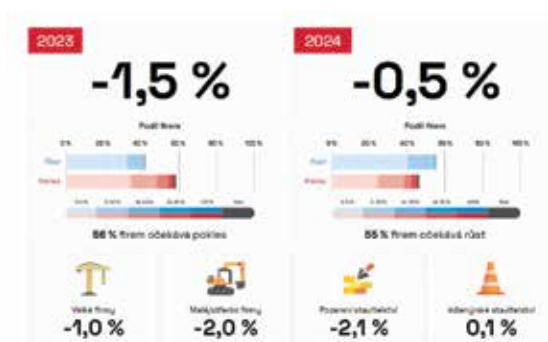 2023
2024
-1,5 %
-0,5 %
Podíl firem
Podíl firem
0 % 20 % 40 % 60 % 80 % 100 %
0 % 20 % 40 % 60 % 80 % 100 %
Růst
Růst
Pokles
Pokles
56 % firem očekává pokles
55 % firem očekává růst
Velké firmy
Malé/střední firmy
Pozemní stavitelství
Inženýrské stavitelství
-1,0 %
-2,0 %
-2,1 %
0,1 %